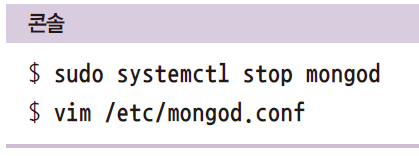 콘솔
$ sudo systemctl stop mongod
$ vim /etc/mongod.conf